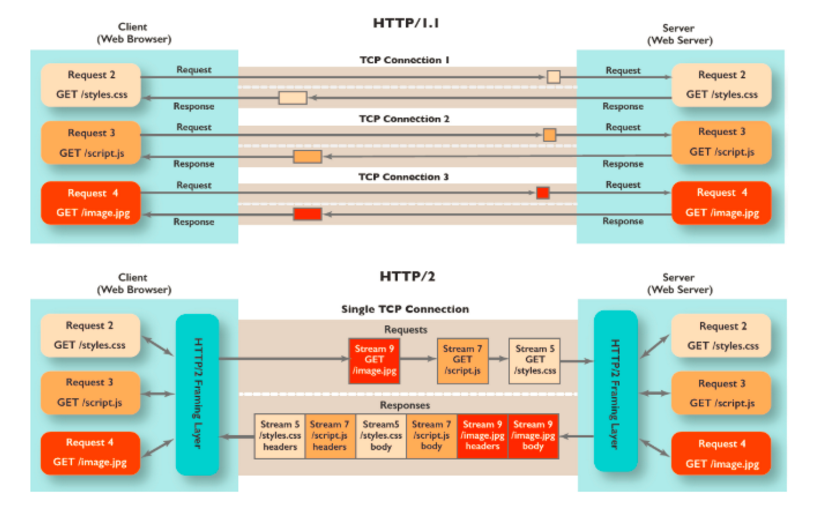 HTTP/1.1
Client
(Web Browser)
Server
(Web Server)
TCP Connection 1
Request 2
GET /styles.css
Request
Response
Request
Response
Request 2
GET /styles.css
TCP Connection 2
Request 3
GET /script.js
Request
Response
Request
Response
Request 3
GET /script.js
TCP Connection 3
Request 4
GET /image.jpg
Request
Response
Request
Response
Request 4
GET /image.jpg
HTTP/2
Client
(Web Browser)
Server
(Web Server)
Single TCP Connection
Request 2
GET /styles.css
Request 3
GET /script.js
Request 4
GET /image.jpg
HTTP/2 Framing Layer
Requests
Stream 9
GET
/image.jpg
Stream 7
GET
/script.js
Stream 5
GET
/styles.css
Responses
Stream 5
/styles.css
headers
Stream 7
/script.js
headers
Stream5
/styles.css
body
Stream 7
/script.js
body
Stream 9
/image.jpg
headers
Stream 9
/image.jpg
body
HTTP/2 Framing Layer
Request 2
GET /styles.css
Request 3
GET /script.js
Request 4
GET /image.jpg